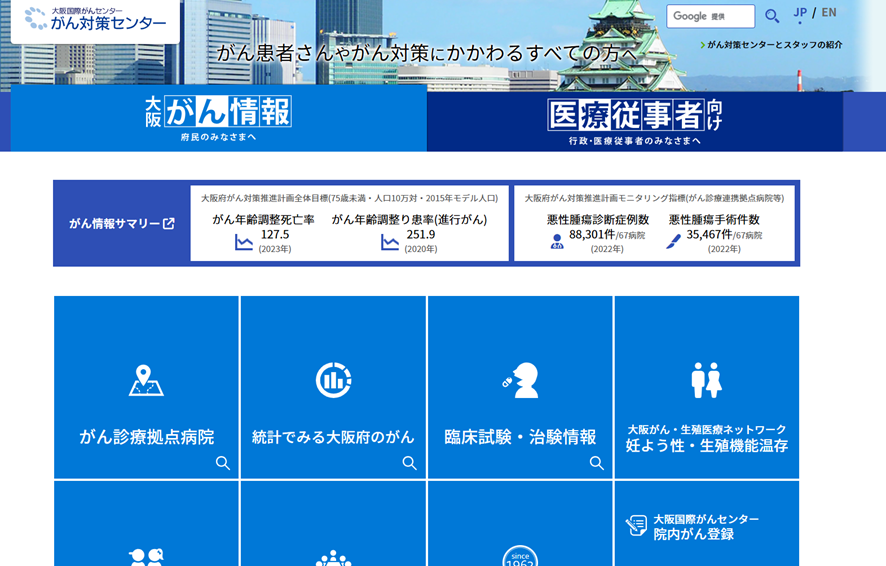 大阪国際がんセンター
がん対策センター
Google 提供
JP / EN
がん対策センターとスタッフの紹介
がん患者さんやがん対策にかかわるすべての方へ
大阪がん情報
府民のみなさまへ
医療従事者向け
行政・医療従事者のみなさまへ
がん情報サマリー
大阪府がん対策推進計画全体目標(75歳未満・人口10万対・2015年モデル人口)
がん年齢調整死亡率
127.5
(2023年)
がん年齢調整り患率(進行がん)
251.9
(2020年)
大阪府がん対策推進計画モニタリング指標(がん診療連携拠点病院等)
悪性腫瘍診断症例数
88,301件/67病院
(2022年)
悪性腫瘍手術件数
35,467件/67病院
(2022年)
がん診療拠点病院
統計でみる大阪府のがん
臨床試験・治験情報
大阪がん・生殖医療ネットワーク
妊よう性・生殖機能温存
since
1962
大阪国際がんセンター
院内がん登録